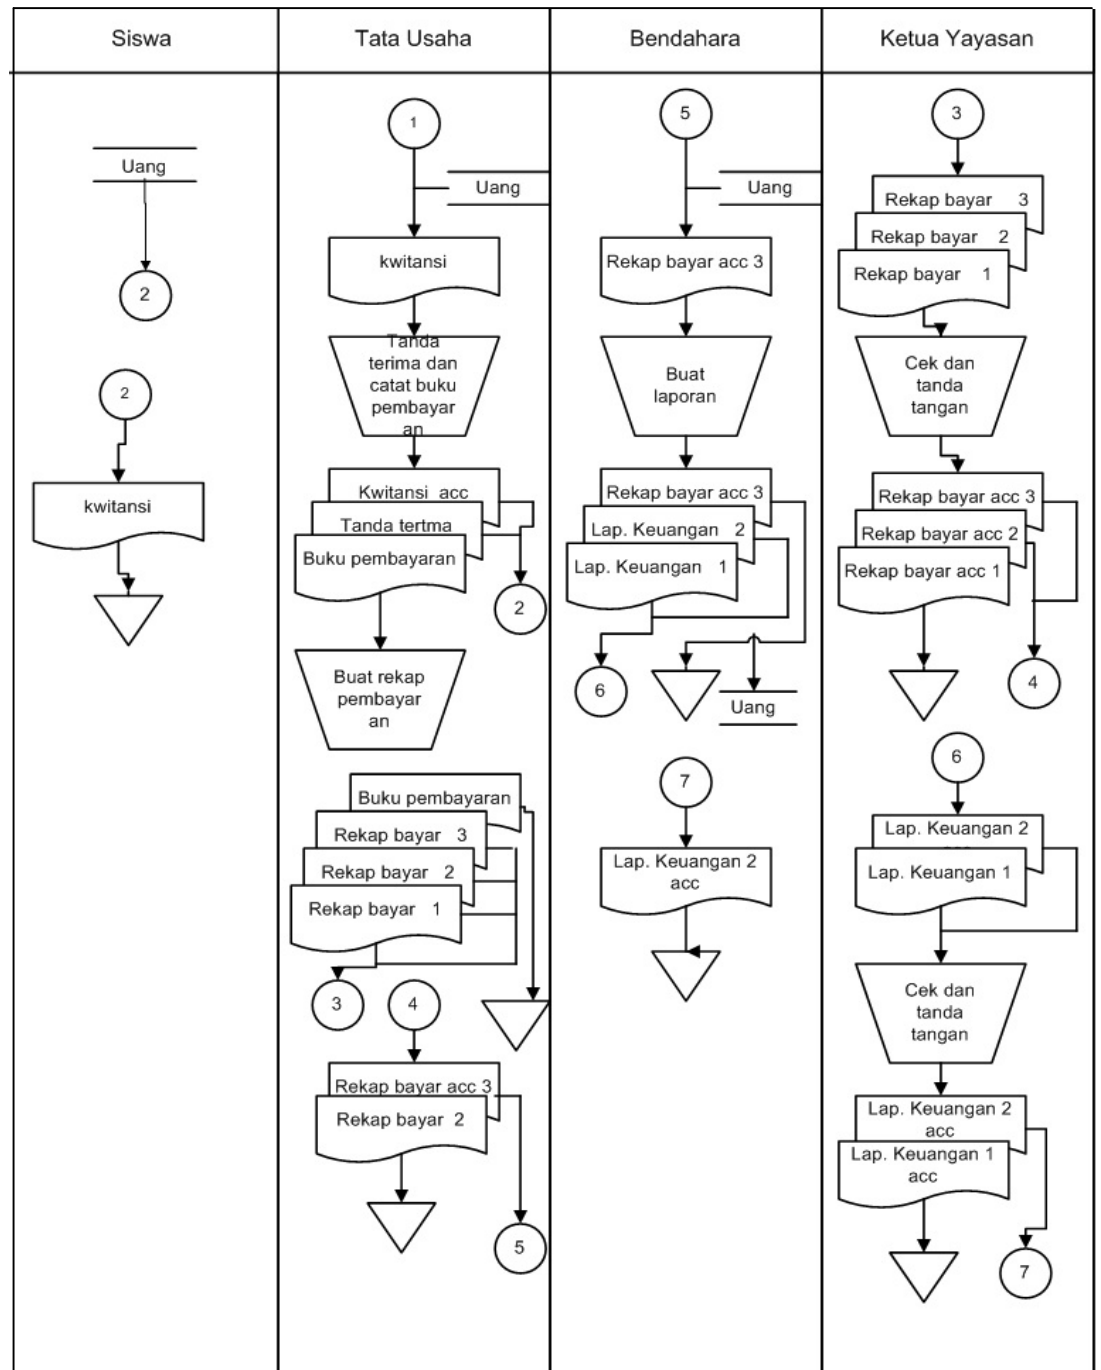 Siswa
Tata Usaha
Bendahara
Ketua Yayasan
Uang
2
2
kwitansi
1
Uang
kwitansi
Tanda
terima dan
catat buku
pembayar
an
Kwitansi acc
Tanda tertma
Buku pembayaran
2
Buat rekap
pembayar
an
Buku pembayaran
Rekap bayar 3
Rekap bayar 2
Rekap bayar 1
3
4
Rekap bayar acc 3
Rekap bayar 2
5
5
Uang
Rekap bayar acc 3
Buat
laporan
Rekap bayar acc 3
Lap. Keuangan 2
Lap. Keuangan 1
6
Uang
7
Lap. Keuangan 2
acc
3
Rekap bayar 3
Rekap bayar 2
Rekap bayar 1
Cek dan
tanda
tangan
Rekap bayar acc 3
Rekap bayar acc 2
Rekap bayar acc 1
4
6
Lap. Keuangan 2
Lap. Keuangan 1
Cek dan
tanda
tangan
Lap. Keuangan 2
acc
Lap. Keuangan 1
acc
7